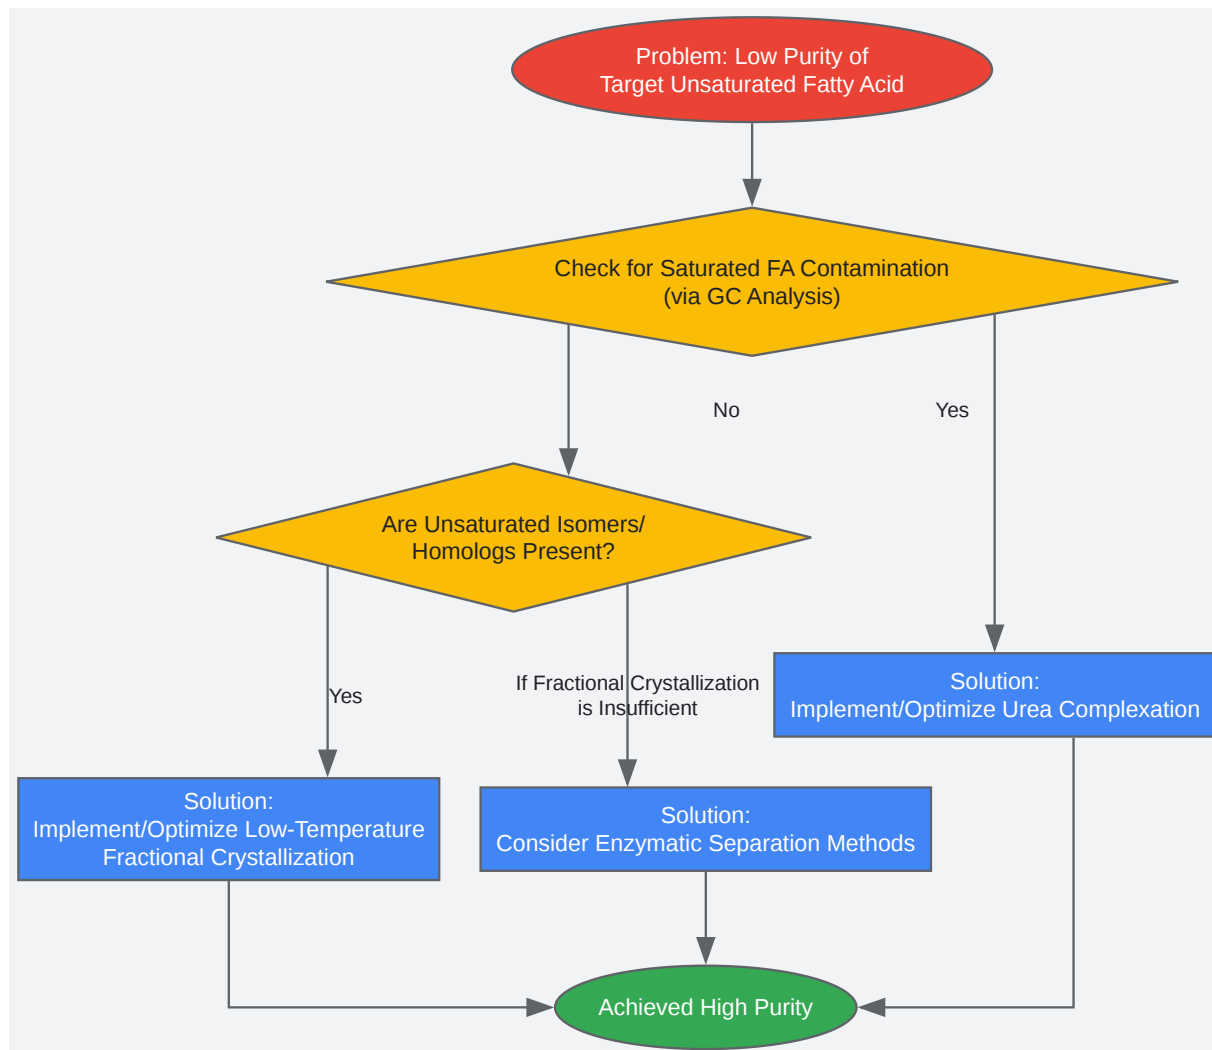 Problem: Low Purity of
Target Unsaturated Fatty Acid
Check for Saturated FA Contamination
(via GC Analysis)
No
Yes
Are Unsaturated Isomers/
Homologs Present?
Yes
If Fractional Crystallization
is Insufficient
Solution:
Implement/Optimize Urea Complexation
Solution:
Implement/Optimize Low-Temperature
Fractional Crystallization
Solution:
Consider Enzymatic Separation Methods
Achieved High Purity